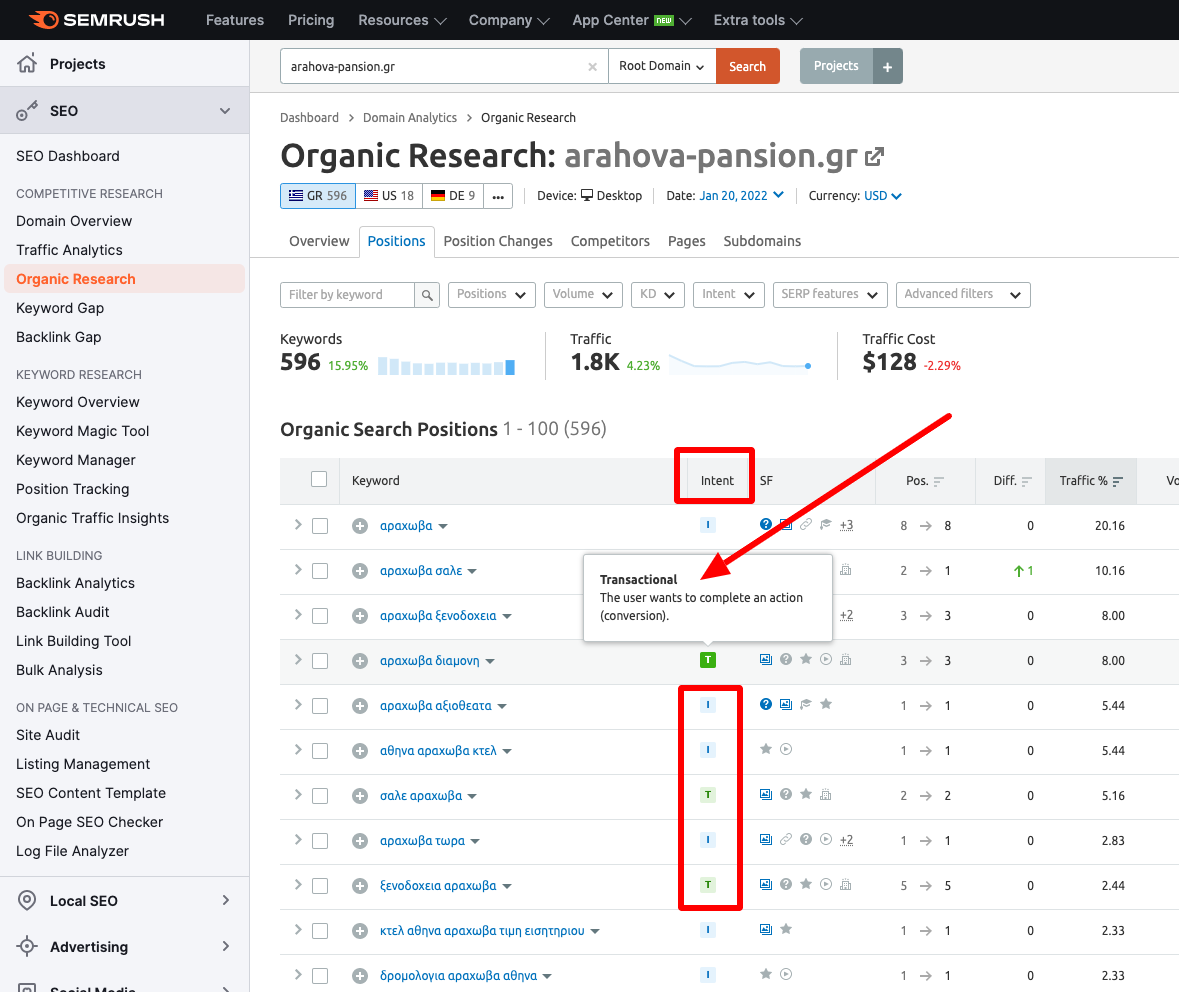 SEMRUSH Features Pricing Resources Company App Center NEW Extra tools
Projects
SEO
SEO Dashboard
COMPETITIVE RESEARCH
Domain Overview
Traffic Analytics
Organic Research
Keyword Gap
Backlink Gap
KEYWORD RESEARCH
Keyword Overview
Keyword Magic Tool
Keyword Manager
Position Tracking
Organic Traffic Insights
LINK BUILDING
Backlink Analytics
Backlink Audit
Link Building Tool
Bulk Analysis
ON PAGE & TECHNICAL SEO
Site Audit
Listing Management
SEO Content Template
On Page SEO Checker
Log File Analyzer
Local SEO
Advertising
Social Media
arahova-pansion.gr × Root Domain Search Projects +
Dashboard > Domain Analytics > Organic Research
Organic Research: arahova-pansion.gr
GR 596 US 18 DE 9 ... Device: Desktop Date: Jan 20, 2022 Currency: USD
Overview Positions Position Changes Competitors Pages Subdomains
Filter by keyword Positions Volume KD Intent SERP features Advanced filters
Keywords Traffic Traffic Cost
596 15.95% 1.8K 4.23% $128 -2.29%
Organic Search Positions 1 - 100 (596)
Keyword Intent SF Pos. Diff. Traffic %
αραχωβα I +3 8 → 8 0 20.16
αραχωβα σαλε 2 → 1 ↑ 1 10.16
Transactional
The user wants to complete an action
(conversion).
αραχωβα ξενοδοχεια +2 3 → 3 0 8.00
αραχωβα διαμονη T 3 → 3 0 8.00
αραχωβα αξιοθεατα I 1 → 1 0 5.44
αθηνα αραχωβα κτελ I 1 → 1 0 5.44
σαλε αραχωβα T 2 → 2 0 5.16
αραχωβα τωρα I +2 1 → 1 0 2.83
ξενοδοχεια αραχωβα T 5 → 5 0 2.44
κτελ αθηνα αραχωβα τιμη εισητηριου I 1 → 1 0 2.33
δρομολογια αραχωβα αθηνα I 1 → 1 0 2.33